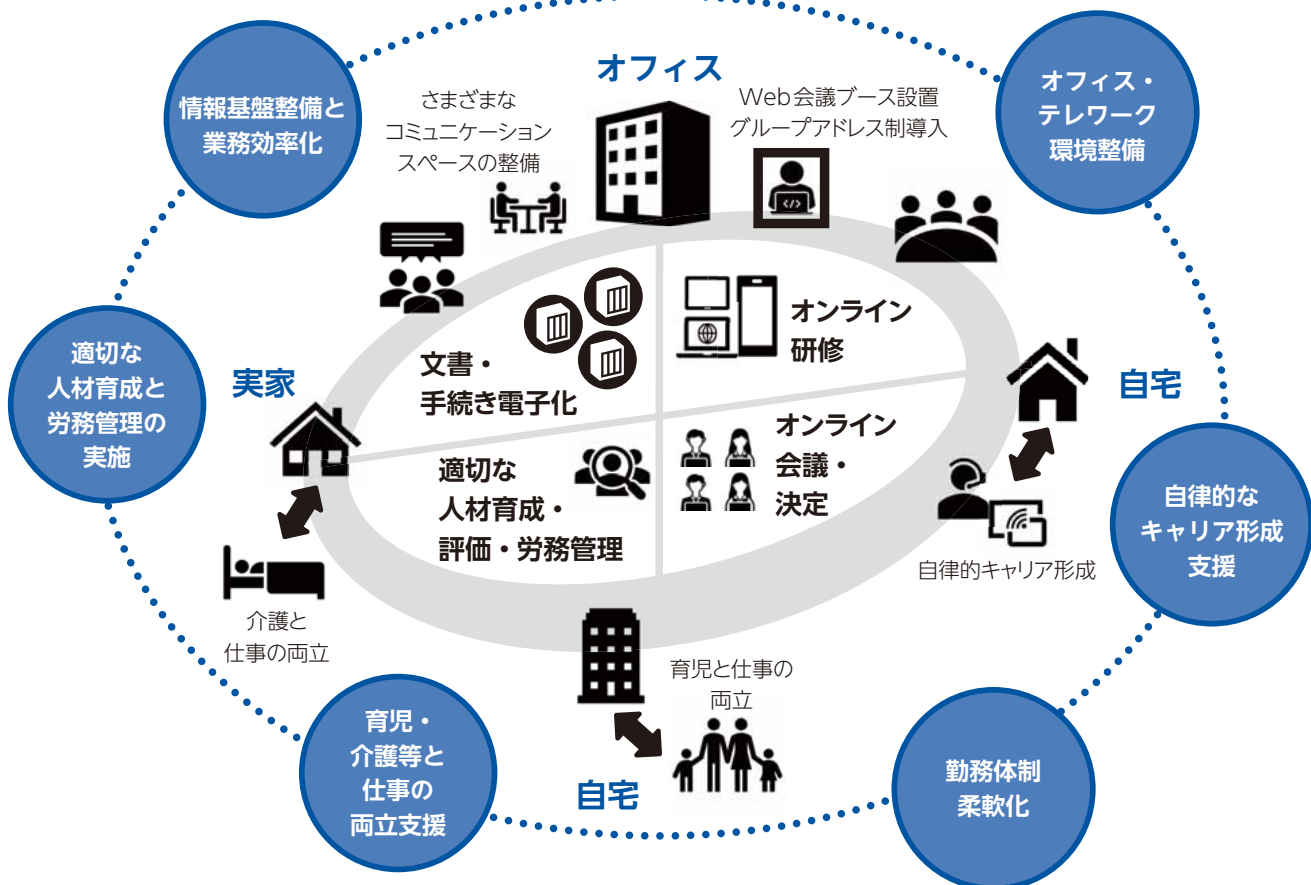 オフィス
情報基盤整備と
業務効率化
さまざまな
コミュニケーション
スペースの整備
Web会議ブース設置
グループアドレス制導入
オフィス・
テレワーク
環境整備
文書・
手続き電子化
オンライン
研修
適切な
人材育成と
労務管理の
実施
実家
自宅
適切な
人材育成・
評価・労務管理
オンライン
会議・
決定
自律的な
キャリア形成
支援
自律的キャリア形成
介護と
仕事の両立
育児と仕事の
両立
育児・
介護等と
仕事の
両立支援
自宅
勤務体制
柔軟化